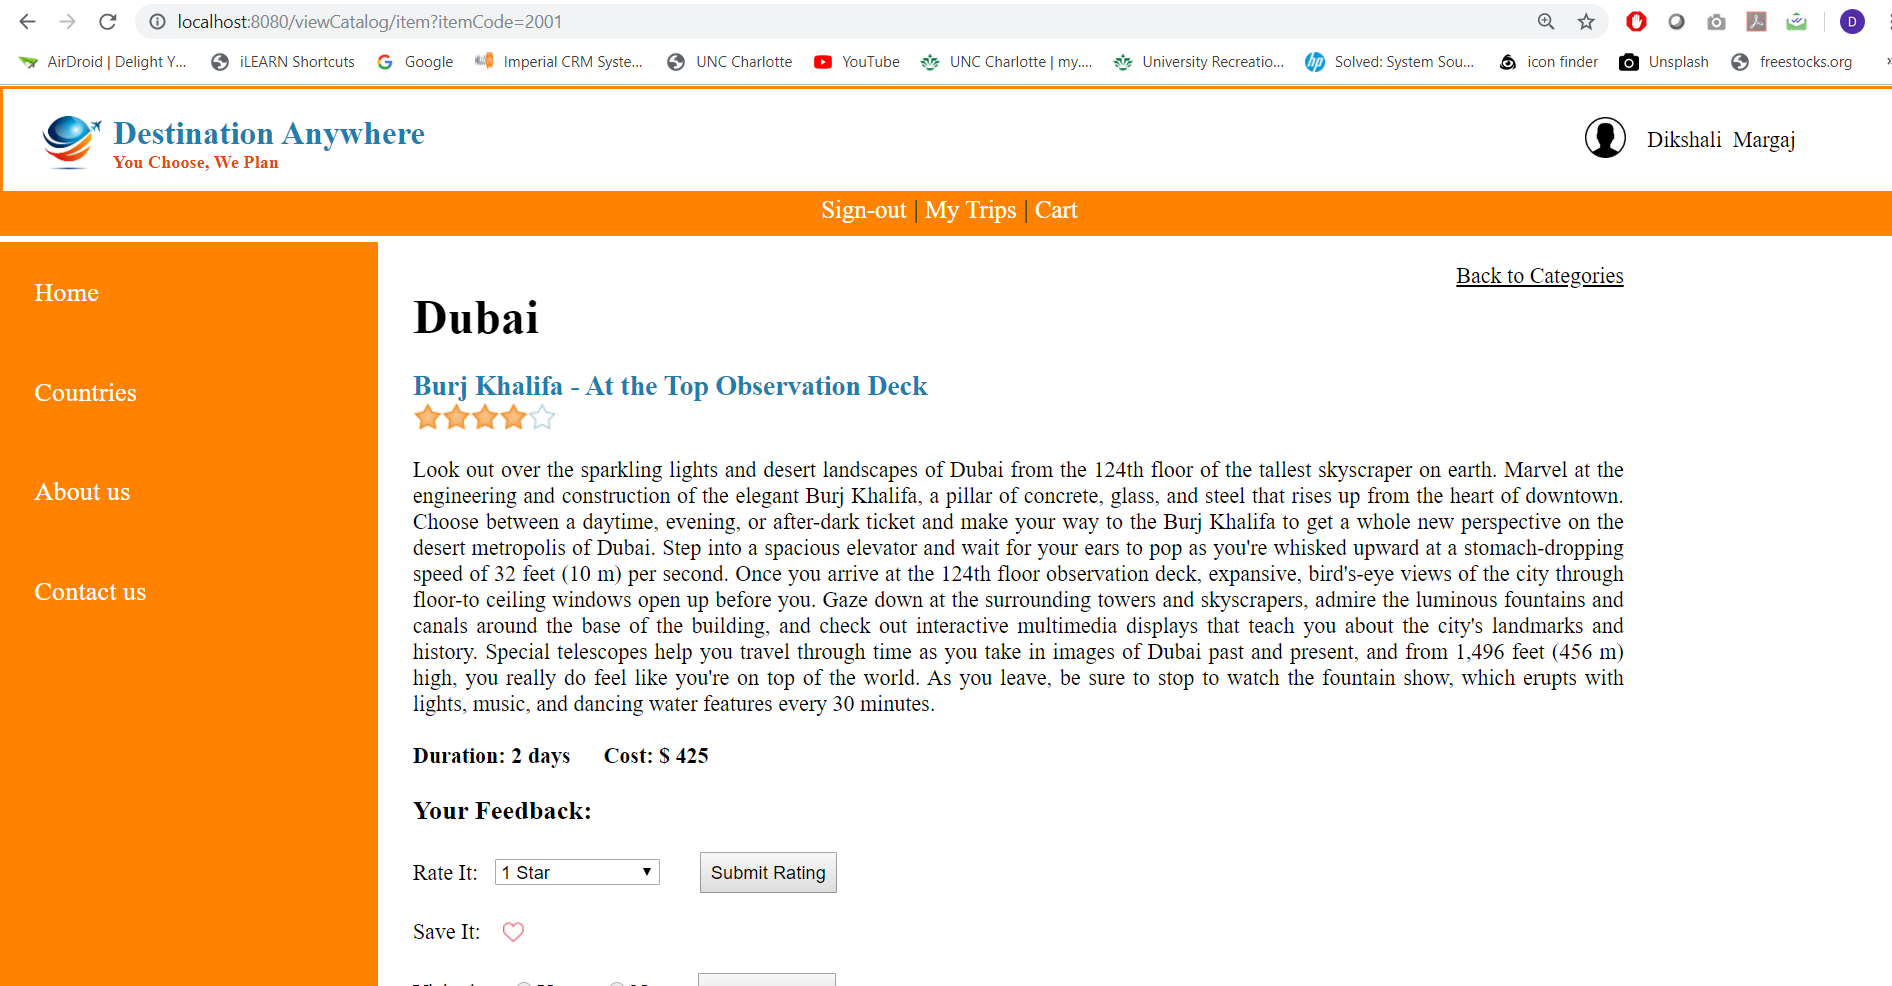 localhost:8080/viewCatalog/item?itemCode=2001
D
AirDroid | Delight Y... iLEARN Shortcuts Google Imperial CRM Syste... UNC Charlotte YouTube UNC Charlotte | my.... University Recreatio... hp Solved: System Sou... icon finder Unsplash freestocks.org »
Destination Anywhere
You Choose, We Plan
Dikshali Margaj
Sign-out | My Trips | Cart
Home
Countries
About us
Contact us
Back to Categories
Dubai
Burj Khalifa - At the Top Observation Deck
Look out over the sparkling lights and desert landscapes of Dubai from the 124th floor of the tallest skyscraper on earth. Marvel at the
engineering and construction of the elegant Burj Khalifa, a pillar of concrete, glass, and steel that rises up from the heart of downtown.
Choose between a daytime, evening, or after-dark ticket and make your way to the Burj Khalifa to get a whole new perspective on the
desert metropolis of Dubai. Step into a spacious elevator and wait for your ears to pop as you're whisked upward at a stomach-dropping
speed of 32 feet (10 m) per second. Once you arrive at the 124th floor observation deck, expansive, bird's-eye views of the city through
floor-to ceiling windows open up before you. Gaze down at the surrounding towers and skyscrapers, admire the luminous fountains and
canals around the base of the building, and check out interactive multimedia displays that teach you about the city's landmarks and
history. Special telescopes help you travel through time as you take in images of Dubai past and present, and from 1,496 feet (456 m)
high, you really do feel like you're on top of the world. As you leave, be sure to stop to watch the fountain show, which erupts with
lights, music, and dancing water features every 30 minutes.
Duration: 2 days Cost: $ 425
Your Feedback:
Rate It: 1 Star Submit Rating
Save It: